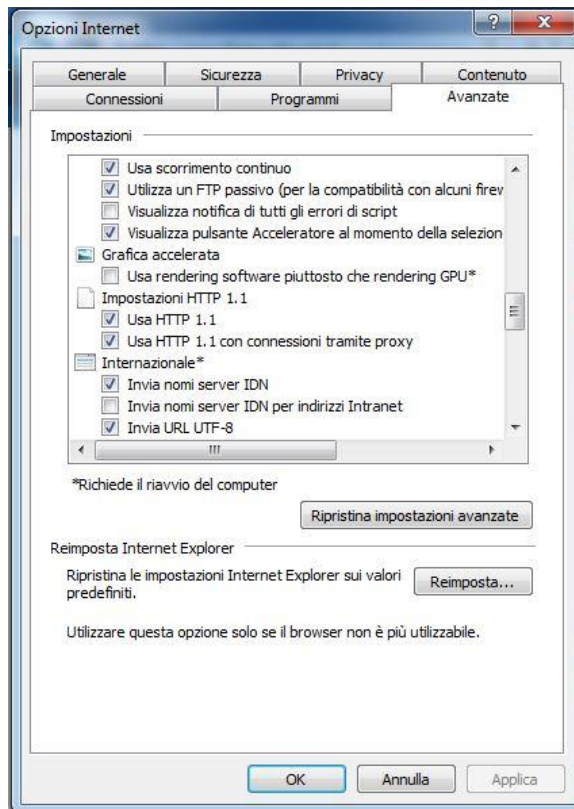 Opzioni Internet
Generale Sicurezza Privacy Contenuto
Connessioni Programmi Avanzate
Impostazioni
Usa scorrimento continuo
Utilizza un FTP passivo (per la compatibilità con alcuni firew
Visualizza notifica di tutti gli errori di script
Visualizza pulsante Acceleratore al momento della selezion
Grafica accelerata
Usa rendering software piuttosto che rendering GPU*
Impostazioni HTTP 1.1
Usa HTTP 1.1
Usa HTTP 1.1 con connessioni tramite proxy
Internazionale*
Invia nomi server IDN
Invia nomi server IDN per indirizzi Intranet
Invia URL UTF-8
*Richiede il riavvio del computer
Ripristina impostazioni avanzate
Reimposta Internet Explorer
Ripristina le impostazioni Internet Explorer sui valori
predefiniti.
Reimposta...
Utilizzare questa opzione solo se il browser non è più utilizzabile.
OK Annulla Applica